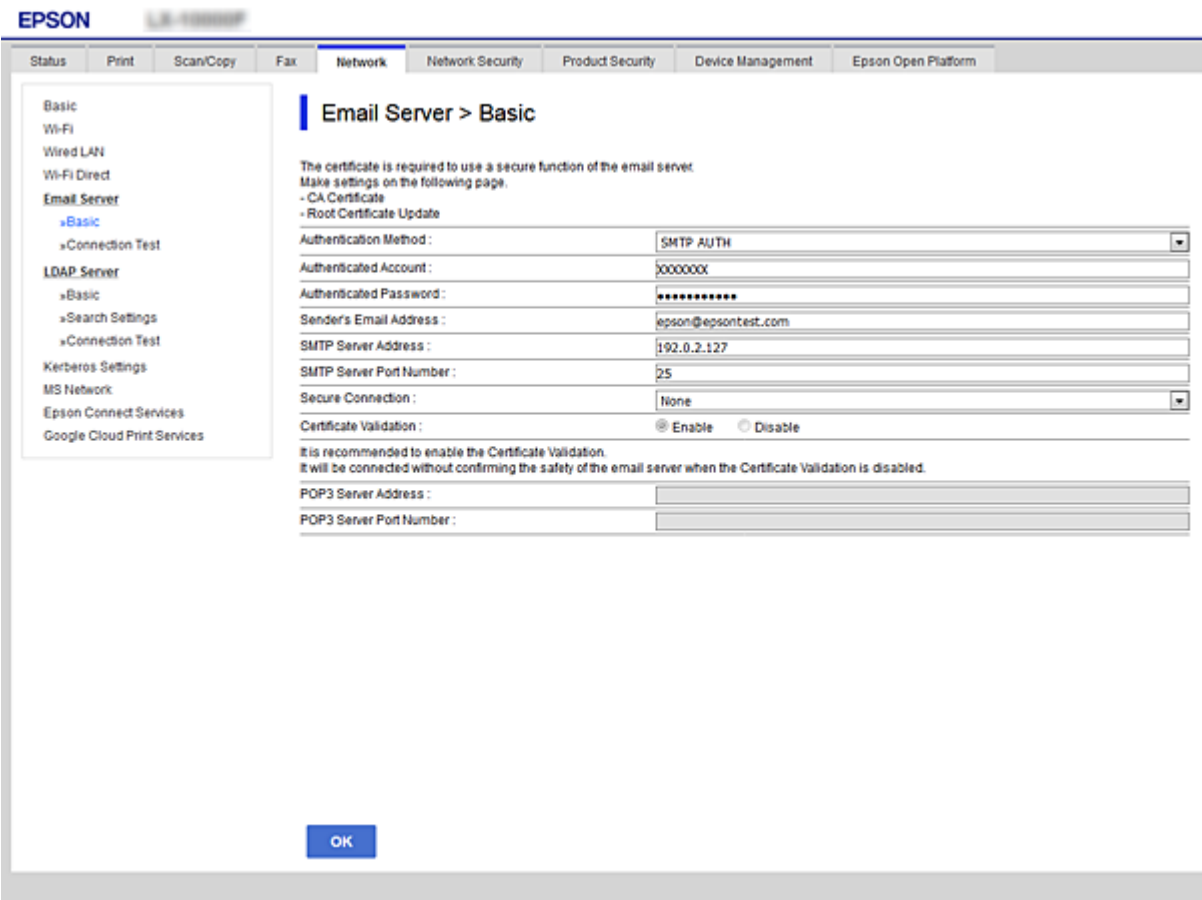 EPSON
Status Print Scan/Copy Fax Network Network Security Product Security Device Management Epson Open Platform
Basic
Wi-Fi
Wired LAN
Wi-Fi Direct
Email Server
»Basic
»Connection Test
LDAP Server
»Basic
»Search Settings
»Connection Test
Kerberos Settings
MS Network
Epson Connect Services
Google Cloud Print Services
Email Server > Basic
The certificate is required to use a secure function of the email server.
Make settings on the following page.
- CA Certificate
- Root Certificate Update
Authentication Method : SMTP AUTH
Authenticated Account : XXXXXXX
Authenticated Password : •••••••••••
Sender's Email Address : epson@epsontest.com
SMTP Server Address : 192.0.2.127
SMTP Server Port Number : 25
Secure Connection : None
Certificate Validation : Enable Disable
It is recommended to enable the Certificate Validation.
It will be connected without confirming the safety of the email server when the Certificate Validation is disabled.
POP3 Server Address :
POP3 Server Port Number :
OK